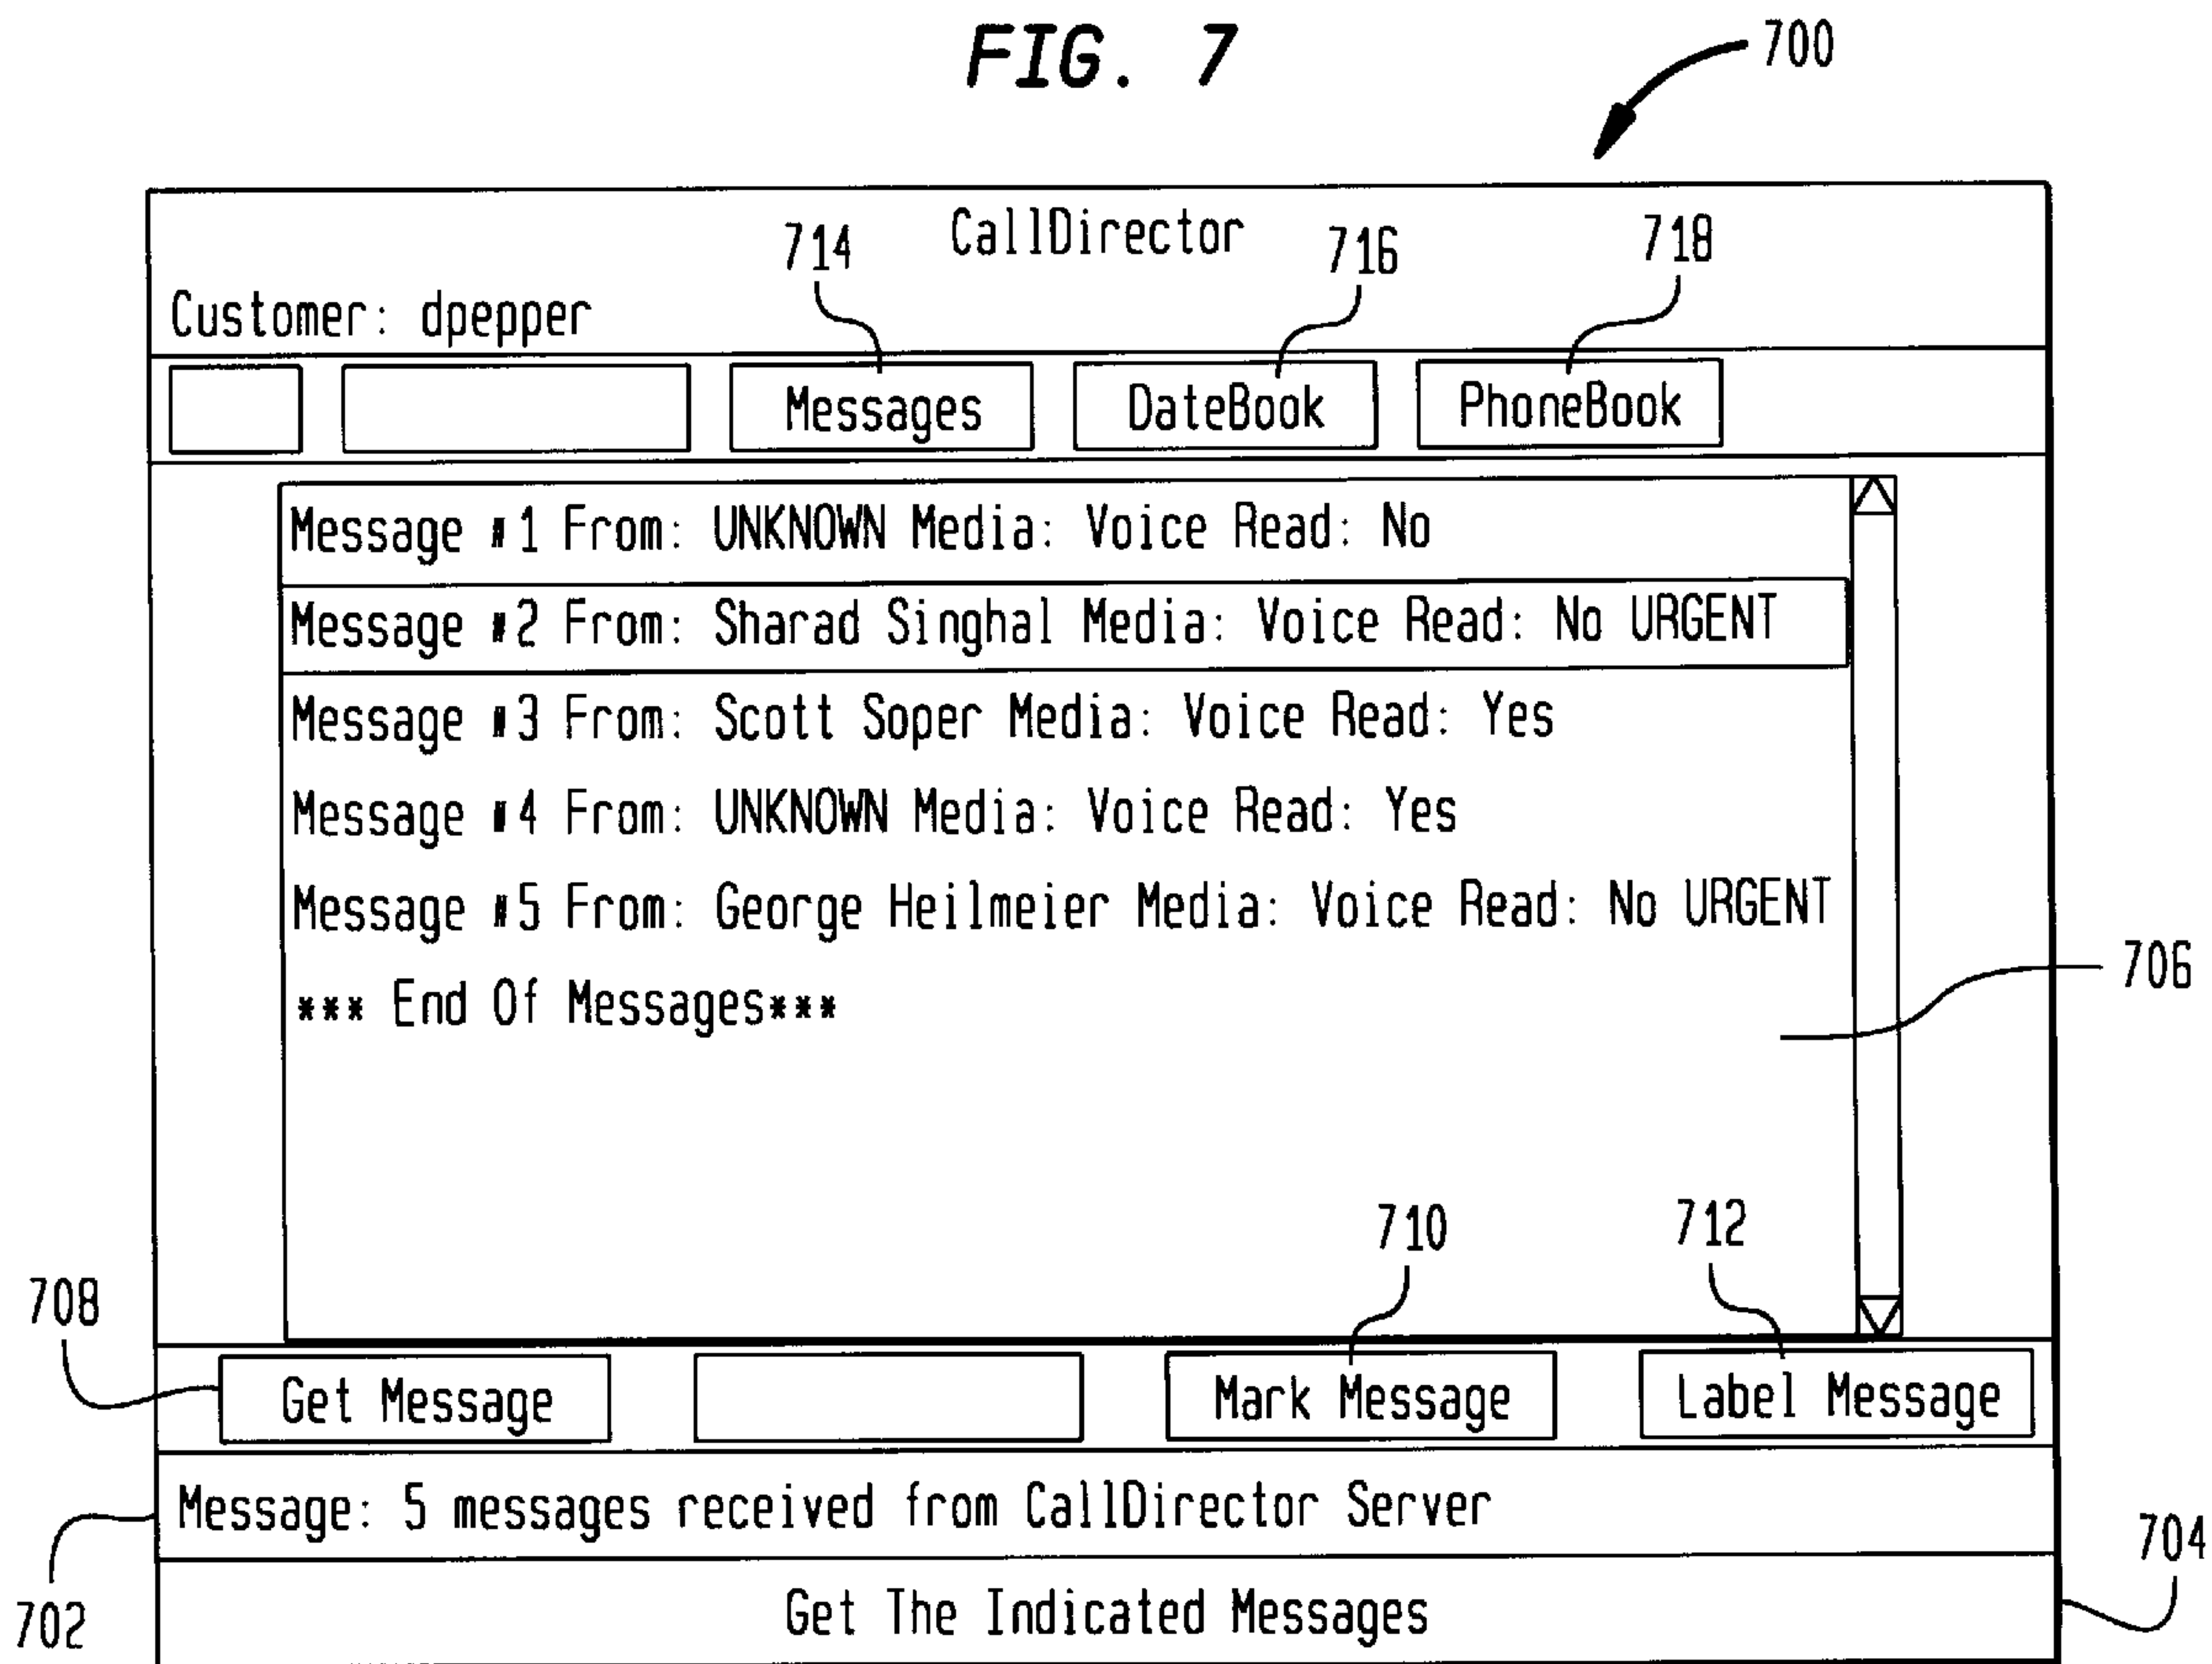 FIG. 7
700
CallDirector
714
716
718
Customer: dpepper
Messages
DateBook
PhoneBook
Message #1 From: UNKNOWN Media: Voice Read: No
Message #2 From: Sharad Singhal Media: Voice Read: No URGENT
Message #3 From: Scott Soper Media: Voice Read: Yes
Message #4 From: UNKNOWN Media: Voice Read: Yes
Message #5 From: George Heilmeier Media: Voice Read: No URGENT
706
*** End Of Messages***
710
712
708
Get Message
Mark Message
Label Message
Message: 5 messages received from CallDirector Server
702
704
Get The Indicated Messages